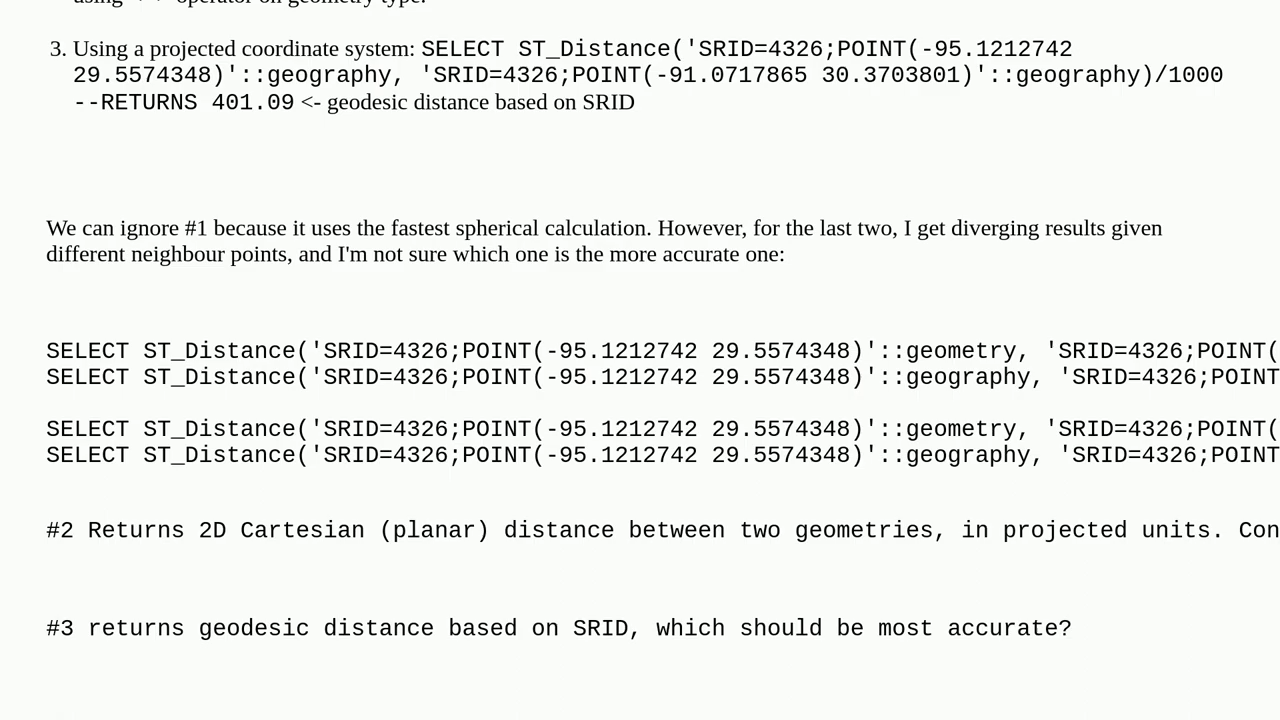 operator on geometry type.
3. Using a projected coordinate system: SELECT ST_Distance('SRID=4326;POINT(-95.1212742
29.5574348)'::geography, 'SRID=4326;POINT(-91.0717865 30.3703801)'::geography)/1000
--RETURNS 401.09 <- geodesic distance based on SRID
We can ignore #1 because it uses the fastest spherical calculation. However, for the last two, I get diverging results given
different neighbour points, and I'm not sure which one is the more accurate one:
SELECT ST_Distance('SRID=4326;POINT(-95.1212742 29.5574348)'::geometry, 'SRID=4326;POINT(
SELECT ST_Distance('SRID=4326;POINT(-95.1212742 29.5574348)'::geography, 'SRID=4326;POINT
SELECT ST_Distance('SRID=4326;POINT(-95.1212742 29.5574348)'::geometry, 'SRID=4326;POINT(
SELECT ST_Distance('SRID=4326;POINT(-95.1212742 29.5574348)'::geography, 'SRID=4326;POINT
#2 Returns 2D Cartesian (planar) distance between two geometries, in projected units. Con
#3 returns geodesic distance based on SRID, which should be most accurate?